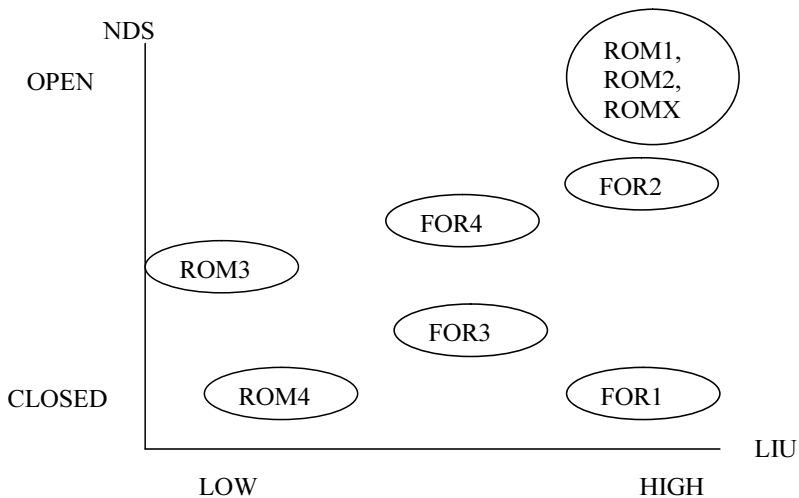 NDS
OPEN
ROM1,
ROM2,
ROMX
FOR2
FOR4
ROM3
FOR3
CLOSED
ROM4
FOR1
LIU
LOW
HIGH